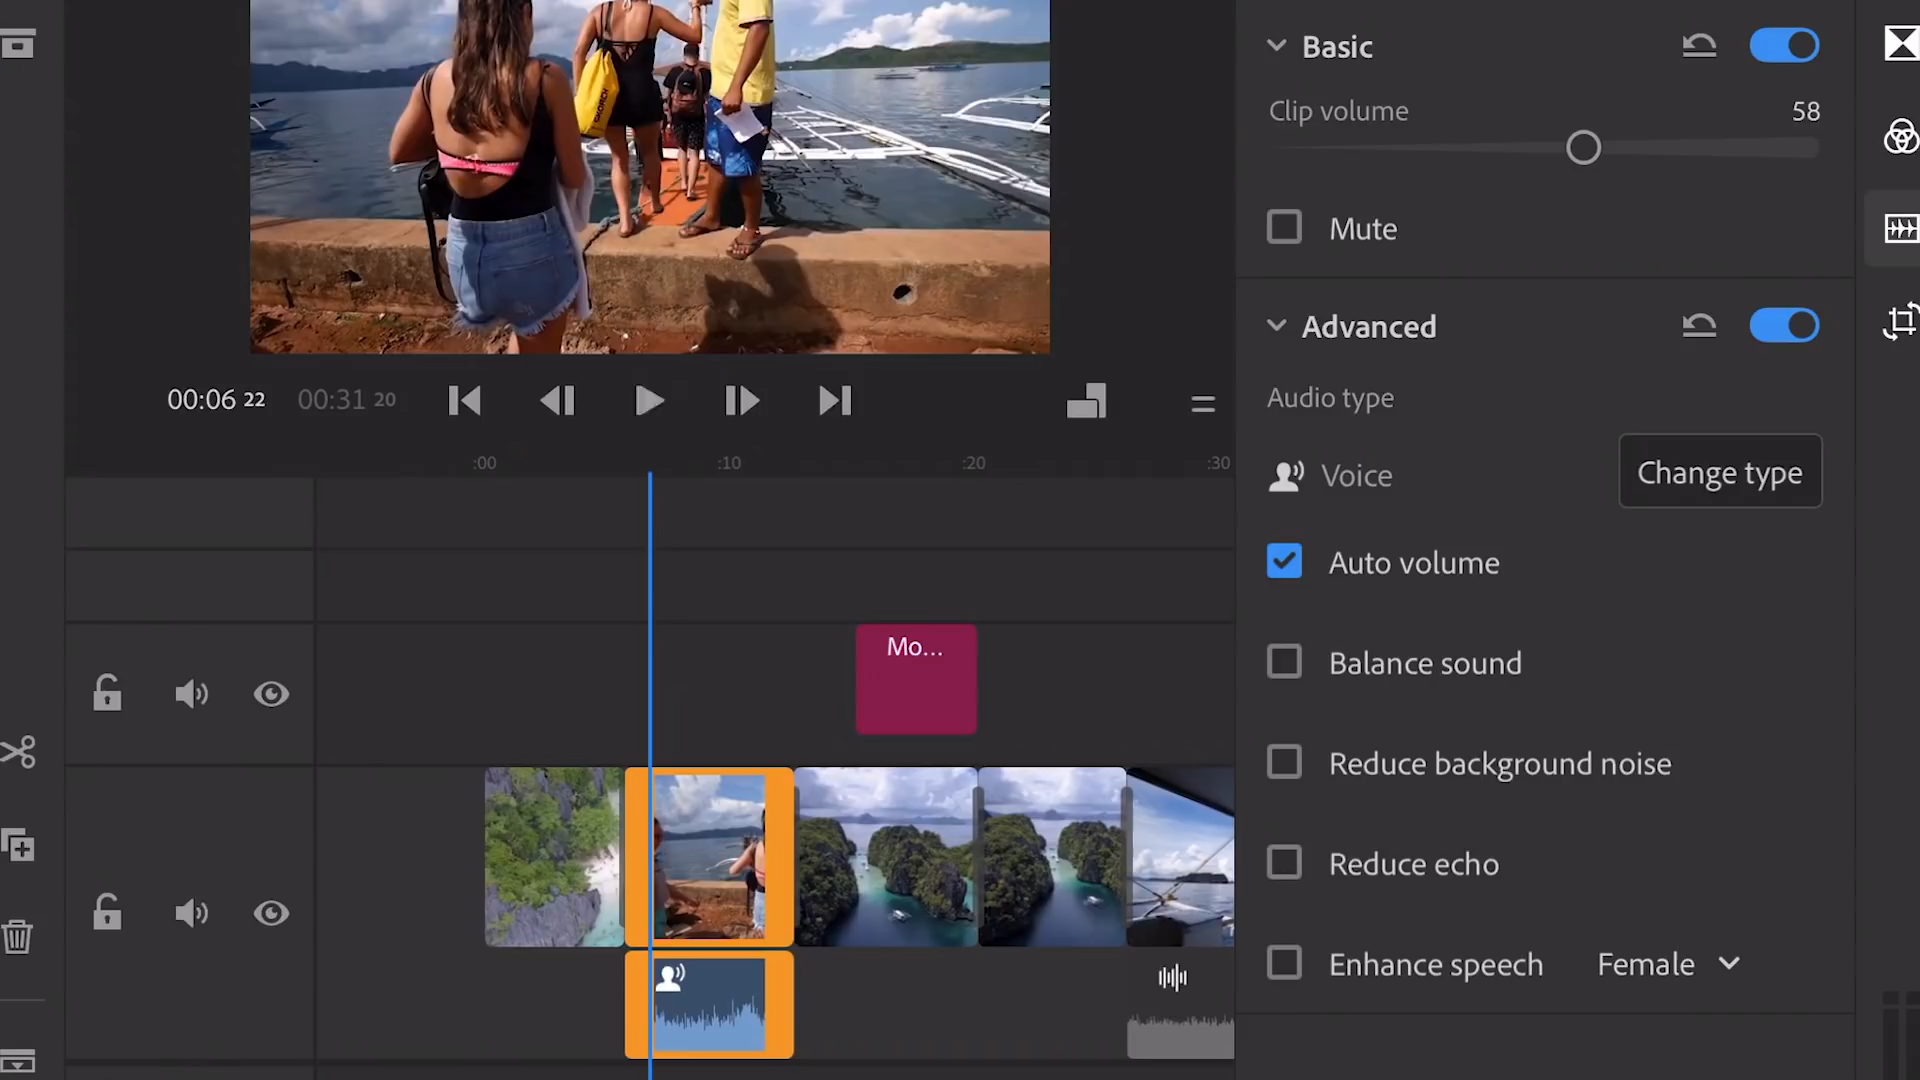 Basic
Clip volume 58
Mute
Advanced
Audio type
Voice
Change type
Auto volume
Balance sound
Reduce background noise
Reduce echo
Enhance speech Female
00:06 22 00:31 20
:00 :10 :20 :30
Mo...